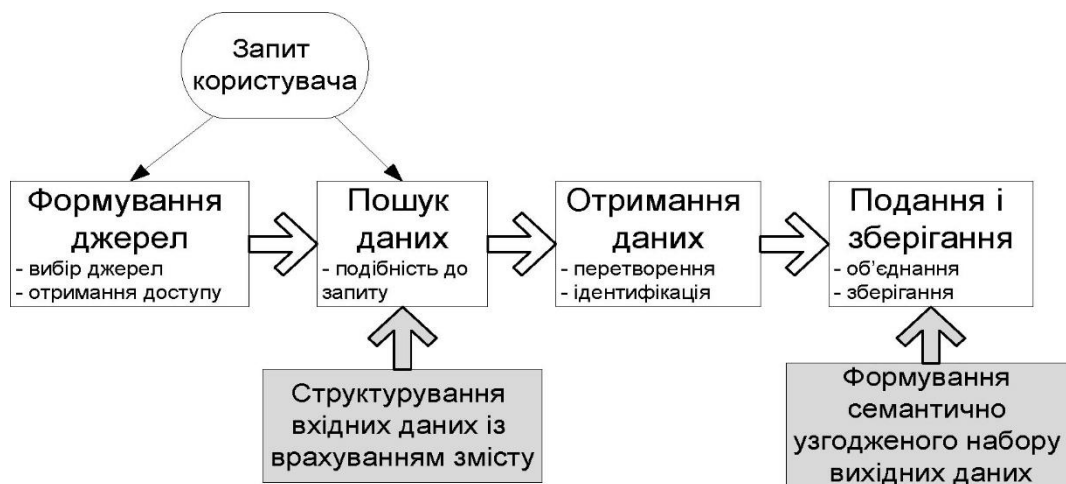 Запит
користувача
Формування
джерел
- вибір джерел
- отримання доступу
Пошук
даних
- подібність до
запиту
Отримання
даних
- перетворення
- ідентифікація
Подання і
зберігання
- об’єднання
- зберігання
Структурування
вхідних даних із
врахуванням змісту
Формування
семантично
узгодженого набору
вихідних даних